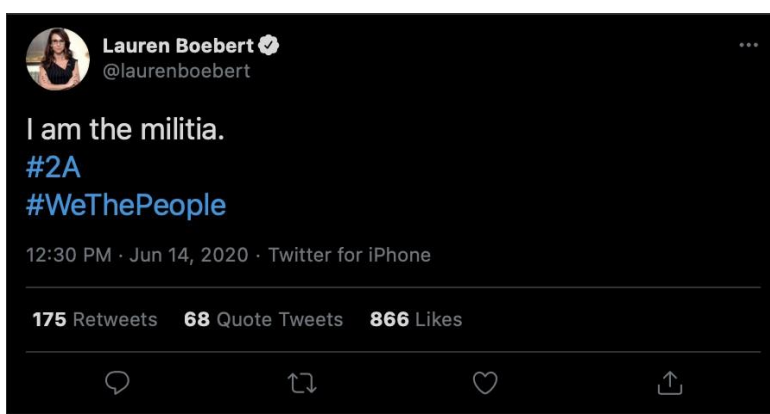 Lauren Boebert
@laurenboebert
I am the militia.
#2A
#WeThePeople
12:30 PM · Jun 14, 2020 · Twitter for iPhone
175 Retweets 68 Quote Tweets 866 Likes